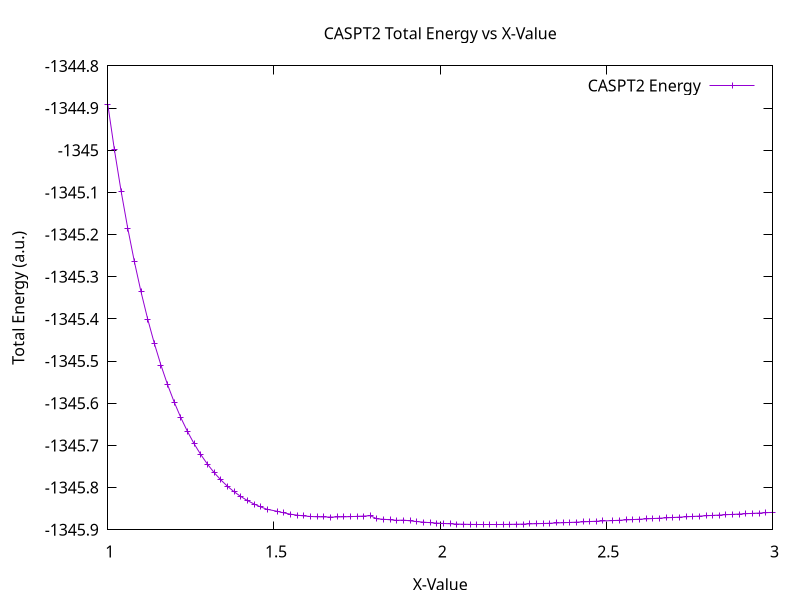 CASPT2 Total Energy vs X-Value
CASPT2 Energy
Total Energy (a.u.)
-1344.8
-1344.9
-1345
-1345.1
-1345.2
-1345.3
-1345.4
-1345.5
-1345.6
-1345.7
-1345.8
-1345.9
1 1.5 2 2.5 3
X-Value